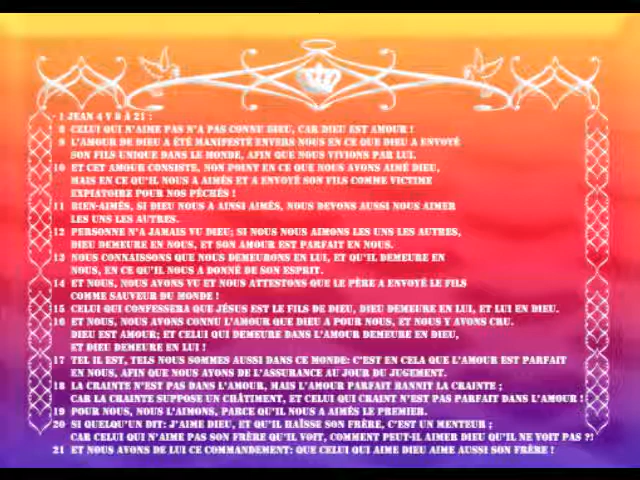 - 1 JEAN 4 V 8 À 21 :
8 CELUI QUI N'AIME PAS N'A PAS CONNU DIEU, CAR DIEU EST AMOUR !
9 L'AMOUR DE DIEU A ÉTÉ MANIFESTÉ ENVERS NOUS EN CE QUE DIEU A ENVOYÉ
SON FILS UNIQUE DANS LE MONDE, AFIN QUE NOUS VIVIONS PAR LUI.
10 ET CET AMOUR CONSISTE, NON POINT EN CE QUE NOUS AVONS AIMÉ DIEU,
MAIS EN CE QU'IL NOUS A AIMÉS ET A ENVOYÉ SON FILS COMME VICTIME
EXPIATOIRE POUR NOS PÉCHÉS !
11 BIEN-AIMÉS, SI DIEU NOUS A AINSI AIMÉS, NOUS DEVONS AUSSI NOUS AIMER
LES UNS LES AUTRES.
12 PERSONNE N'A JAMAIS VU DIEU; SI NOUS NOUS AIMONS LES UNS LES AUTRES,
DIEU DEMEURE EN NOUS, ET SON AMOUR EST PARFAIT EN NOUS.
13 NOUS CONNAISSONS QUE NOUS DEMEURONS EN LUI, ET QU'IL DEMEURE EN
NOUS, EN CE QU'IL NOUS A DONNÉ DE SON ESPRIT.
14 ET NOUS, NOUS AVONS VU ET NOUS ATTESTONS QUE LE PÈRE A ENVOYÉ LE FILS
COMME SAUVEUR DU MONDE !
15 CELUI QUI CONFESSERA QUE JÉSUS EST LE FILS DE DIEU, DIEU DEMEURE EN LUI, ET LUI EN DIEU.
16 ET NOUS, NOUS AVONS CONNU L'AMOUR QUE DIEU A POUR NOUS, ET NOUS Y AVONS CRU.
DIEU EST AMOUR; ET CELUI QUI DEMEURE DANS L'AMOUR DEMEURE EN DIEU,
ET DIEU DEMEURE EN LUI !
17 TEL IL EST, TELS NOUS SOMMES AUSSI DANS CE MONDE: C'EST EN CELA QUE L'AMOUR EST PARFAIT
EN NOUS, AFIN QUE NOUS AYONS DE L'ASSURANCE AU JOUR DU JUGEMENT.
18 LA CRAINTE N'EST PAS DANS L'AMOUR, MAIS L'AMOUR PARFAIT BANNIT LA CRAINTE ;
CAR LA CRAINTE SUPPOSE UN CHÂTIMENT, ET CELUI QUI CRAINT N'EST PAS PARFAIT DANS L'AMOUR !
19 POUR NOUS, NOUS L'AIMONS, PARCE QU'IL NOUS A AIMÉS LE PREMIER.
20 SI QUELQU'UN DIT: J'AIME DIEU, ET QU'IL HAÏSSE SON FRÈRE, C'EST UN MENTEUR ;
CAR CELUI QUI N'AIME PAS SON FRÈRE QU'IL VOIT, COMMENT PEUT-IL AIMER DIEU QU'IL NE VOIT PAS ?!
21 ET NOUS AVONS DE LUI CE COMMANDEMENT: QUE CELUI QUI AIME DIEU AIME AUSSI SON FRÈRE !